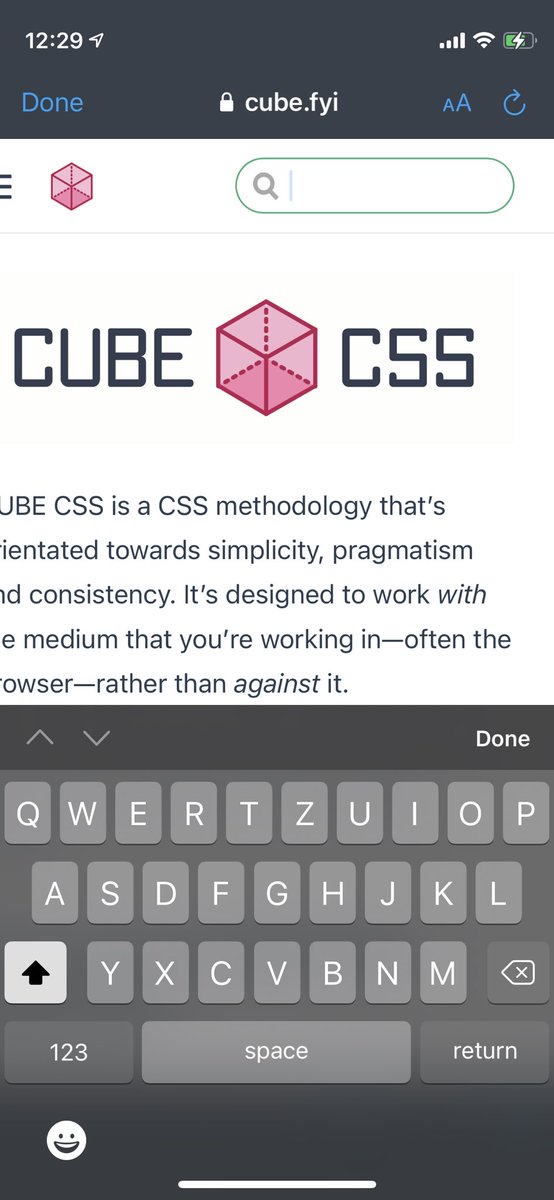 12:29
Done cube.fyi AA
CUBE CSS
UBE CSS is a CSS methodology that's
rientated towards simplicity, pragmatism
nd consistency. It's designed to work with
e medium that you're working in—often the
rowser—rather than against it.
Done
Q W E R T Z U I O P
A S D F G H J K L
Y X C V B N M
123 space return